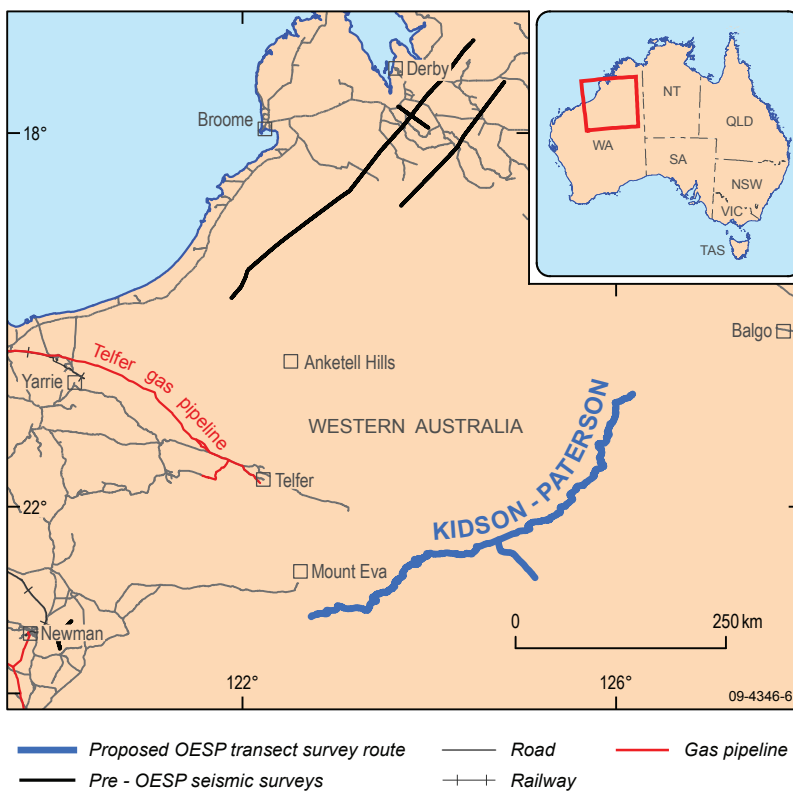 Derby
Broome
18°
NT
QLD
WA
SA
NSW
VIC
TAS
Balgo
Anketell Hills
Telfer gas pipeline
Yarrie
WESTERN AUSTRALIA
Telfer
KIDSON - PATERSON
22°
Mount Eva
Newman
0 250 km
122° 126°
09-4346-6
Proposed OESP transect survey route
Road
Gas pipeline
Pre - OESP seismic surveys
Railway